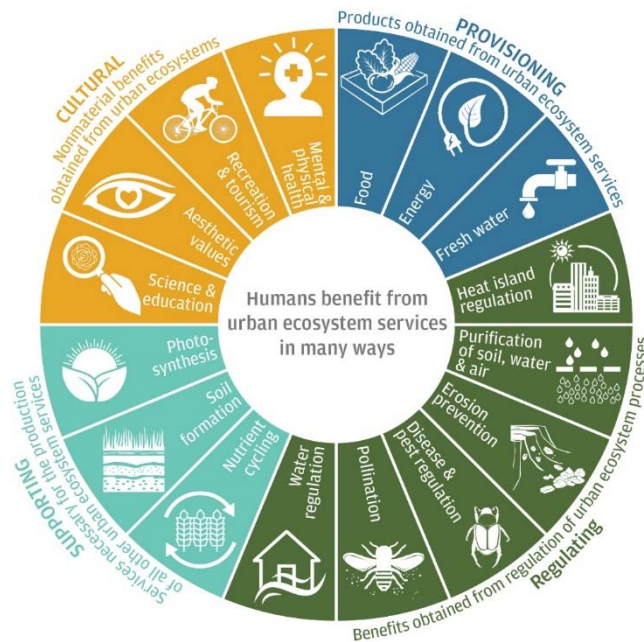 CULTURAL
Nonmaterial benefits
obtained from urban ecosystems
PROVISIONING
Products obtained from urban ecosystem services
Mental &
physical
health
Recreation
& tourism
Aesthetic
values
Science &
education
Food
Energy
Fresh water
Heat island
regulation
Purification
of soil, water
& air
Erosion
prevention
Disease &
pest regulation
Pollination
Water
regulation
Regulating
Benefits obtained from regulation of urban ecosystem processes
Photo-
synthesis
Soil
formation
Nutrient
cycling
SUPPORTING
Services necessary for the production
of all other urban ecosystem services
Humans benefit from
urban ecosystem services
in many ways